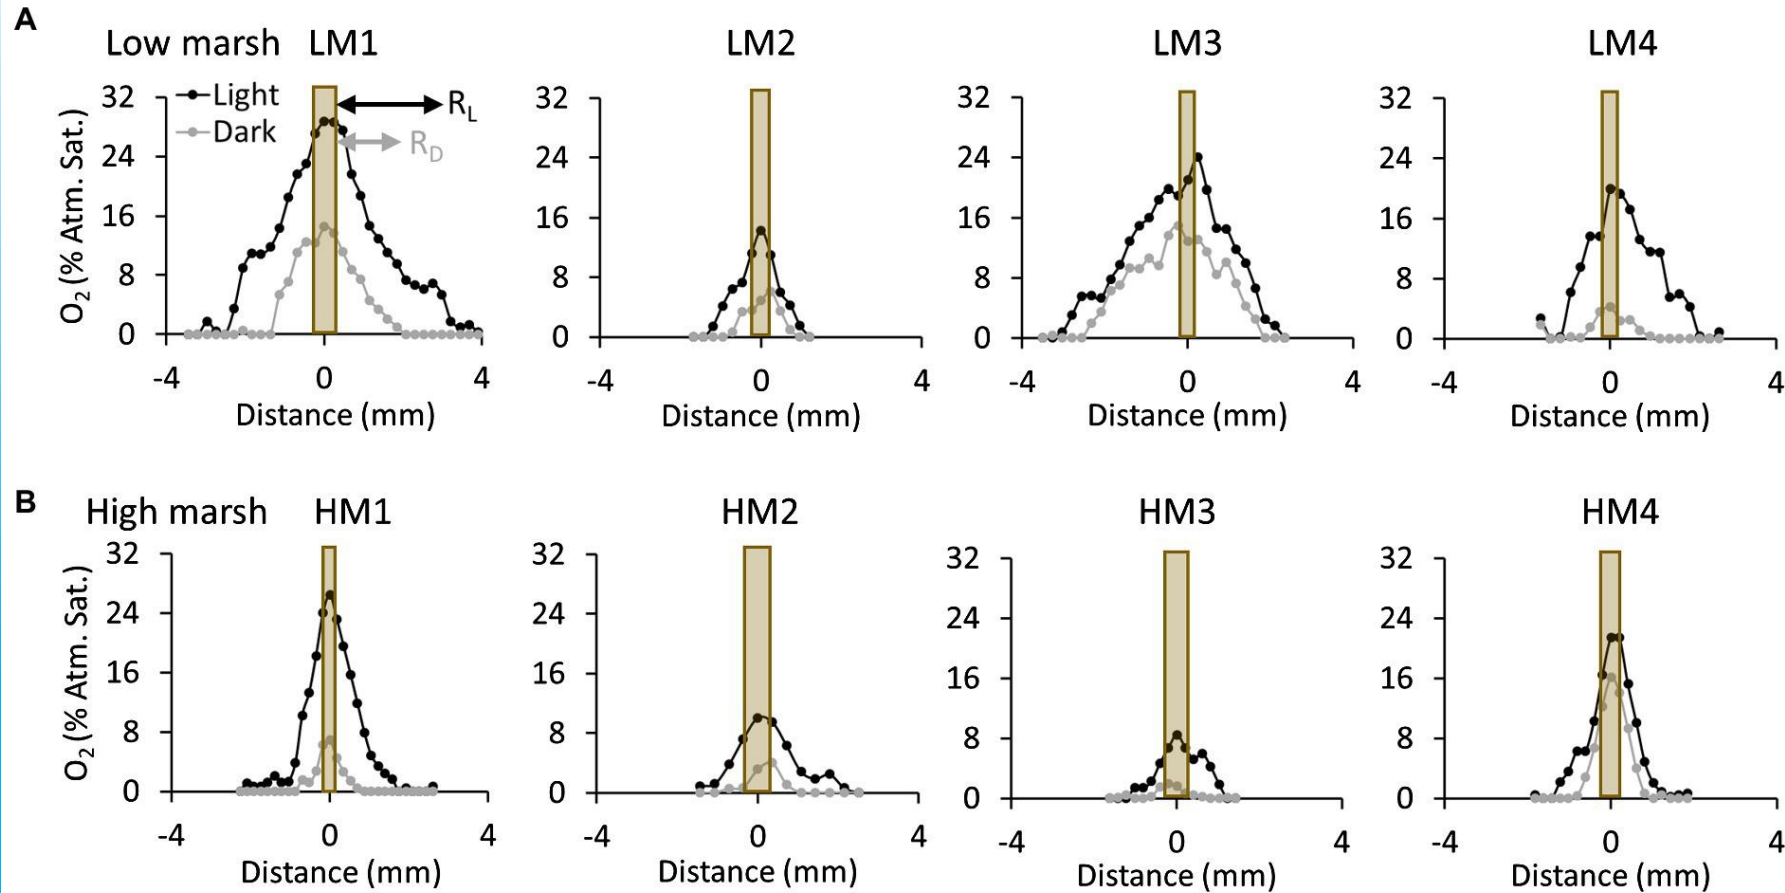 A
Low marsh LM1 LM2 LM3 LM4
Light
Dark
R_L
R_D
O2 (% Atm. Sat.)
32 32 32 32
24 24 24 24
16 16 16 16
8 8 8 8
0 0 0 0
-4 0 4 -4 0 4 -4 0 4 -4 0 4
Distance (mm) Distance (mm) Distance (mm) Distance (mm)
B
High marsh HM1 HM2 HM3 HM4
O2 (% Atm. Sat.)
32 32 32 32
24 24 24 24
16 16 16 16
8 8 8 8
0 0 0 0
-4 0 4 -4 0 4 -4 0 4 -4 0 4
Distance (mm) Distance (mm) Distance (mm) Distance (mm)